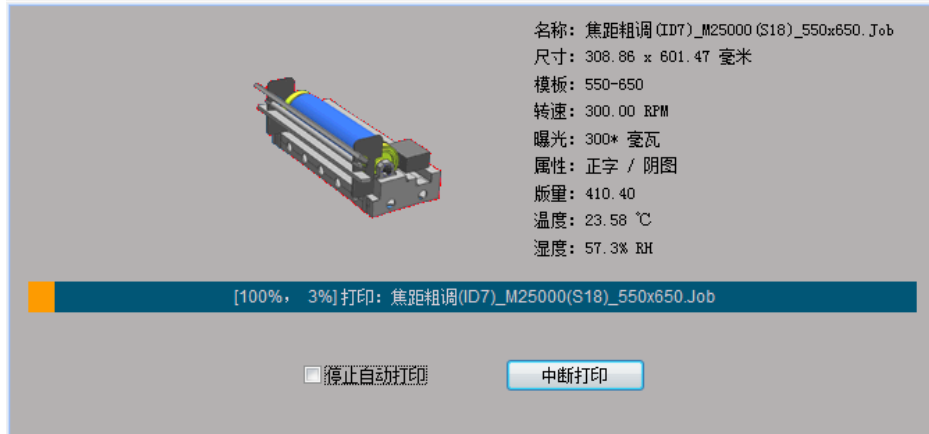 名称: 焦距粗调(ID7)_M25000(S18)_550x650.Job
尺寸: 308.86 x 601.47 毫米
模板: 550-650
转速: 300.00 RPM
曝光: 300* 毫瓦
属性: 正字 / 阴图
版量: 410.40
温度: 23.58 ℃
湿度: 57.3% RH
[100%, 3%]打印: 焦距粗调(ID7)_M25000(S18)_550x650.Job
停止自动打印
中断打印